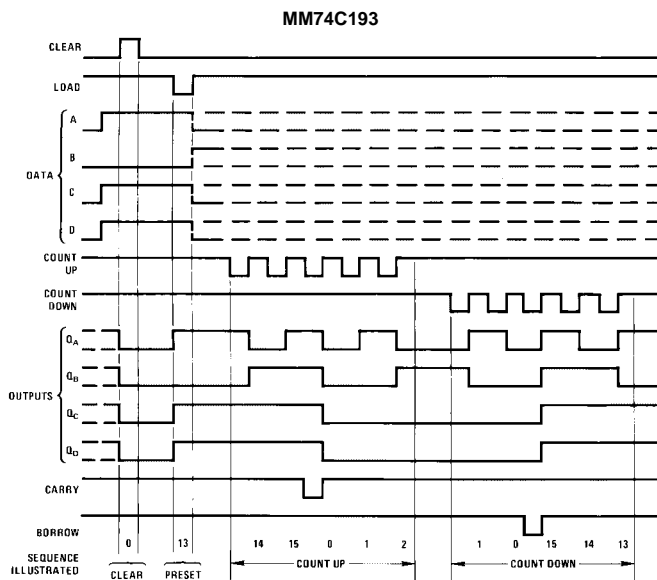 MM74C193
CLEAR
LOAD
A
B
DATA
C
D
COUNT
UP
COUNT
DOWN
QA
QB
OUTPUTS
QC
QD
CARRY
BORROW
0 13 14 15 0 1 2 1 0 15 14 13
SEQUENCE
ILLUSTRATED
CLEAR PRESET COUNT UP COUNT DOWN